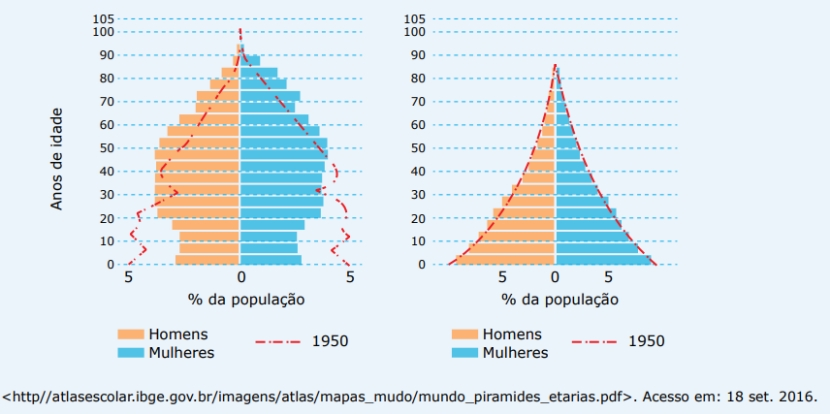 105
100
90
80
70
60
50
40
30
20
10
0
Anos de idade
5 0 5
% da população
Homens
Mulheres
1950
105
100
90
80
70
60
50
40
30
20
10
0
5 0 5
% da população
Homens
Mulheres
1950
<http//atlasescolar.ibge.gov.br/imagens/atlas/mapas_mudo/mundo_piramides_etarias.pdf>. Acesso em: 18 set. 2016.